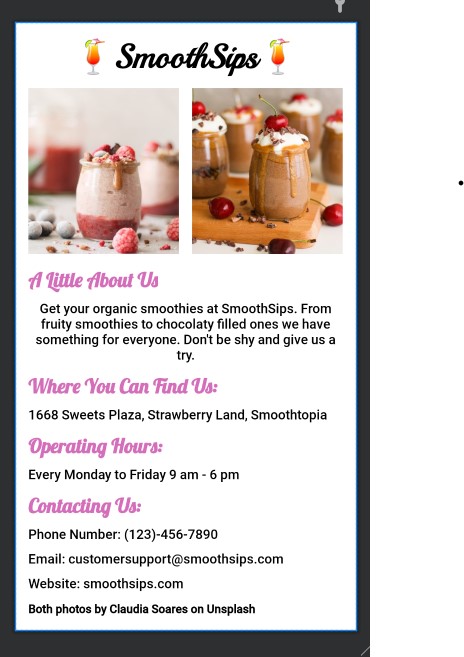 SmoothSips
A Little About Us
Get your organic smoothies at SmoothSips. From
fruity smoothies to chocolaty filled ones we have
something for everyone. Don't be shy and give us a
try.
Where You Can Find Us:
1668 Sweets Plaza, Strawberry Land, Smoothtopia
Operating Hours:
Every Monday to Friday 9 am - 6 pm
Contacting Us:
Phone Number: (123)-456-7890
Email: customersupport@smoothsips.com
Website: smoothsips.com
Both photos by Claudia Soares on Unsplash